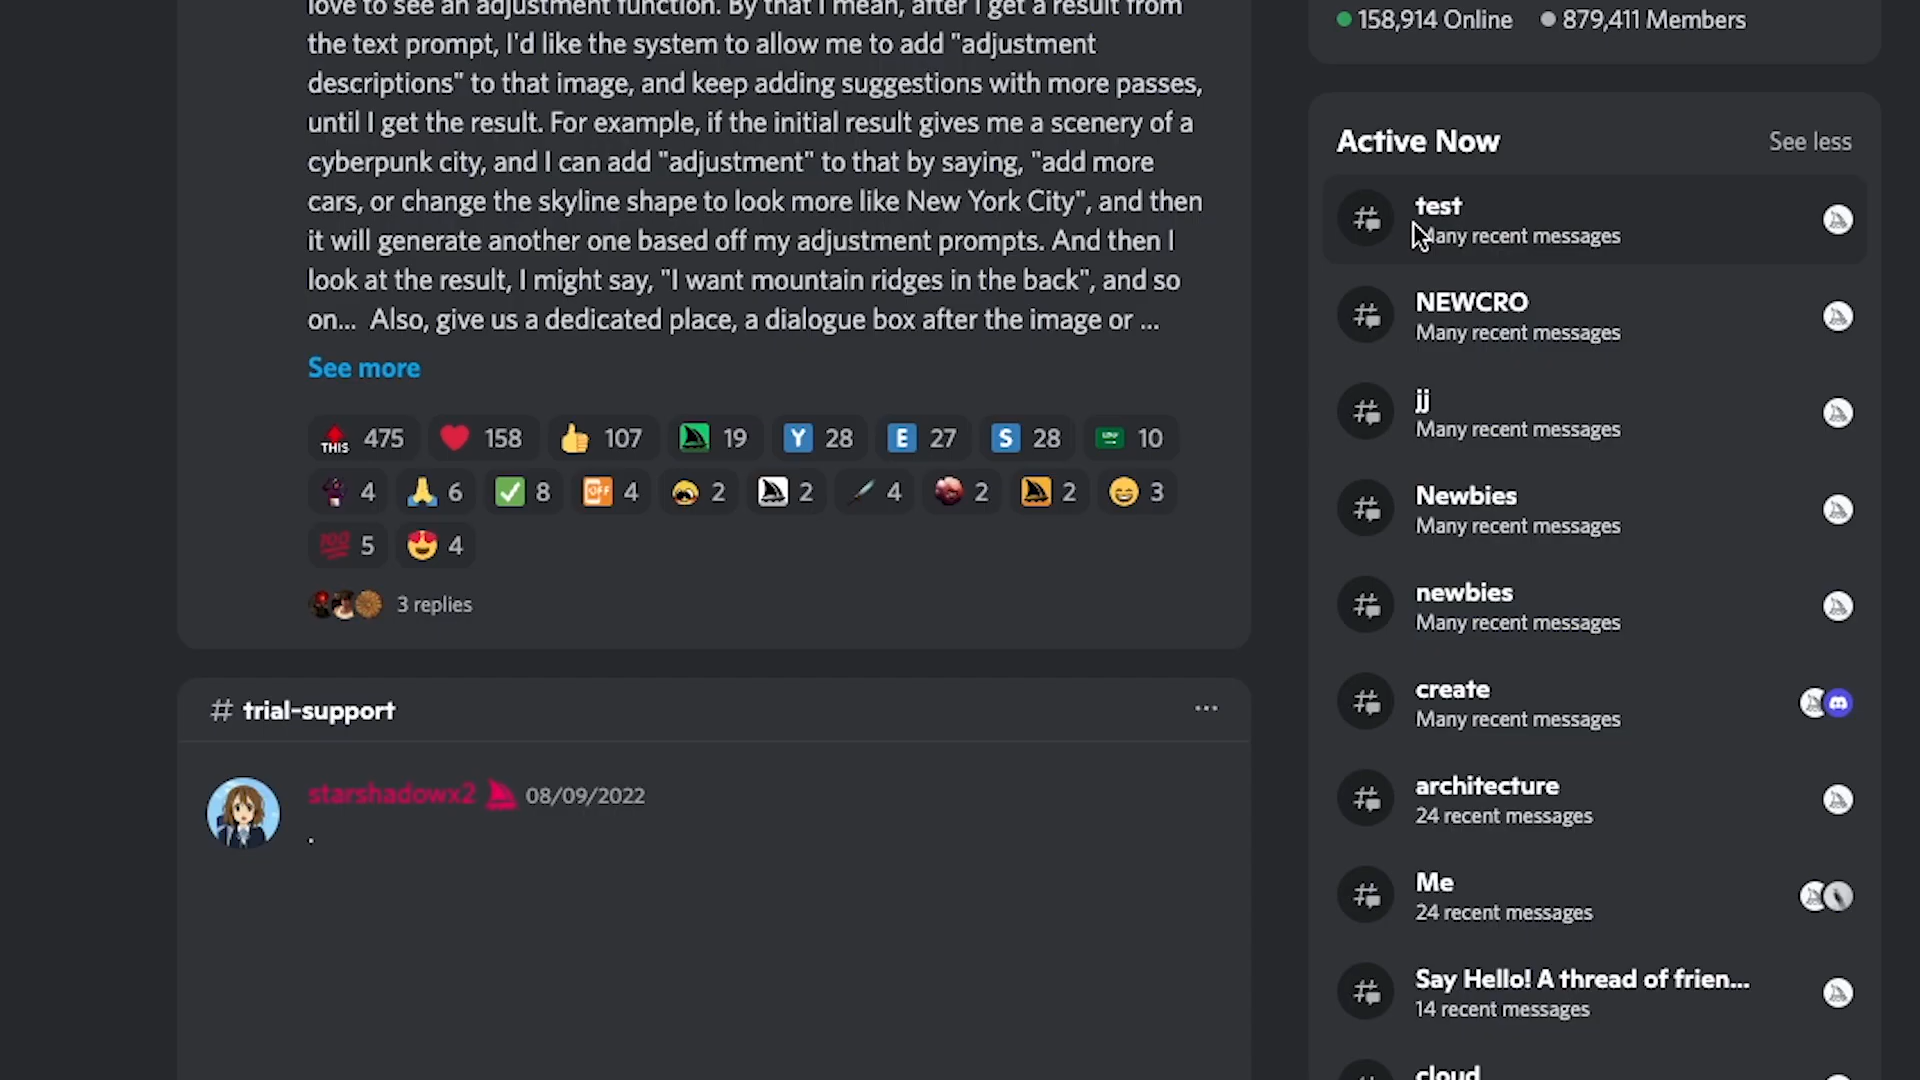 love to see an adjustment function. By that I mean, after I get a result from
the text prompt, I'd like the system to allow me to add "adjustment
descriptions" to that image, and keep adding suggestions with more passes,
until I get the result. For example, if the initial result gives me a scenery of a
cyberpunk city, and I can add "adjustment" to that by saying, "add more
cars, or change the skyline shape to look more like New York City", and then
it will generate another one based off my adjustment prompts. And then I
look at the result, I might say, "I want mountain ridges in the back", and so
on... Also, give us a dedicated place, a dialogue box after the image or ...
See more
THIS 475 158 107 19 Y 28 E 27 S 28 10
4 6 8 OFF 4 2 2 4 2 2 3
100 5 4
3 replies
# trial-support
starshadowx2 08/09/2022
.
158,914 Online 879,411 Members
Active Now See less
test
Many recent messages
NEWCRO
Many recent messages
jj
Many recent messages
Newbies
Many recent messages
newbies
Many recent messages
create
Many recent messages
architecture
24 recent messages
Me
24 recent messages
Say Hello! A thread of frien...
14 recent messages
cloud